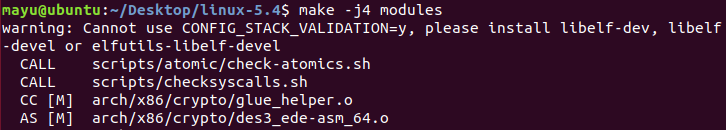 mayu@ubuntu:~/Desktop/linux-5.4$ make -j4 modules
warning: Cannot use CONFIG_STACK_VALIDATION=y, please install libelf-dev, libelf
-devel or elfutils-libelf-devel
  CALL    scripts/atomic/check-atomics.sh
  CALL    scripts/checksyscalls.sh
  CC [M]  arch/x86/crypto/glue_helper.o
  AS [M]  arch/x86/crypto/des3_ede-asm_64.o